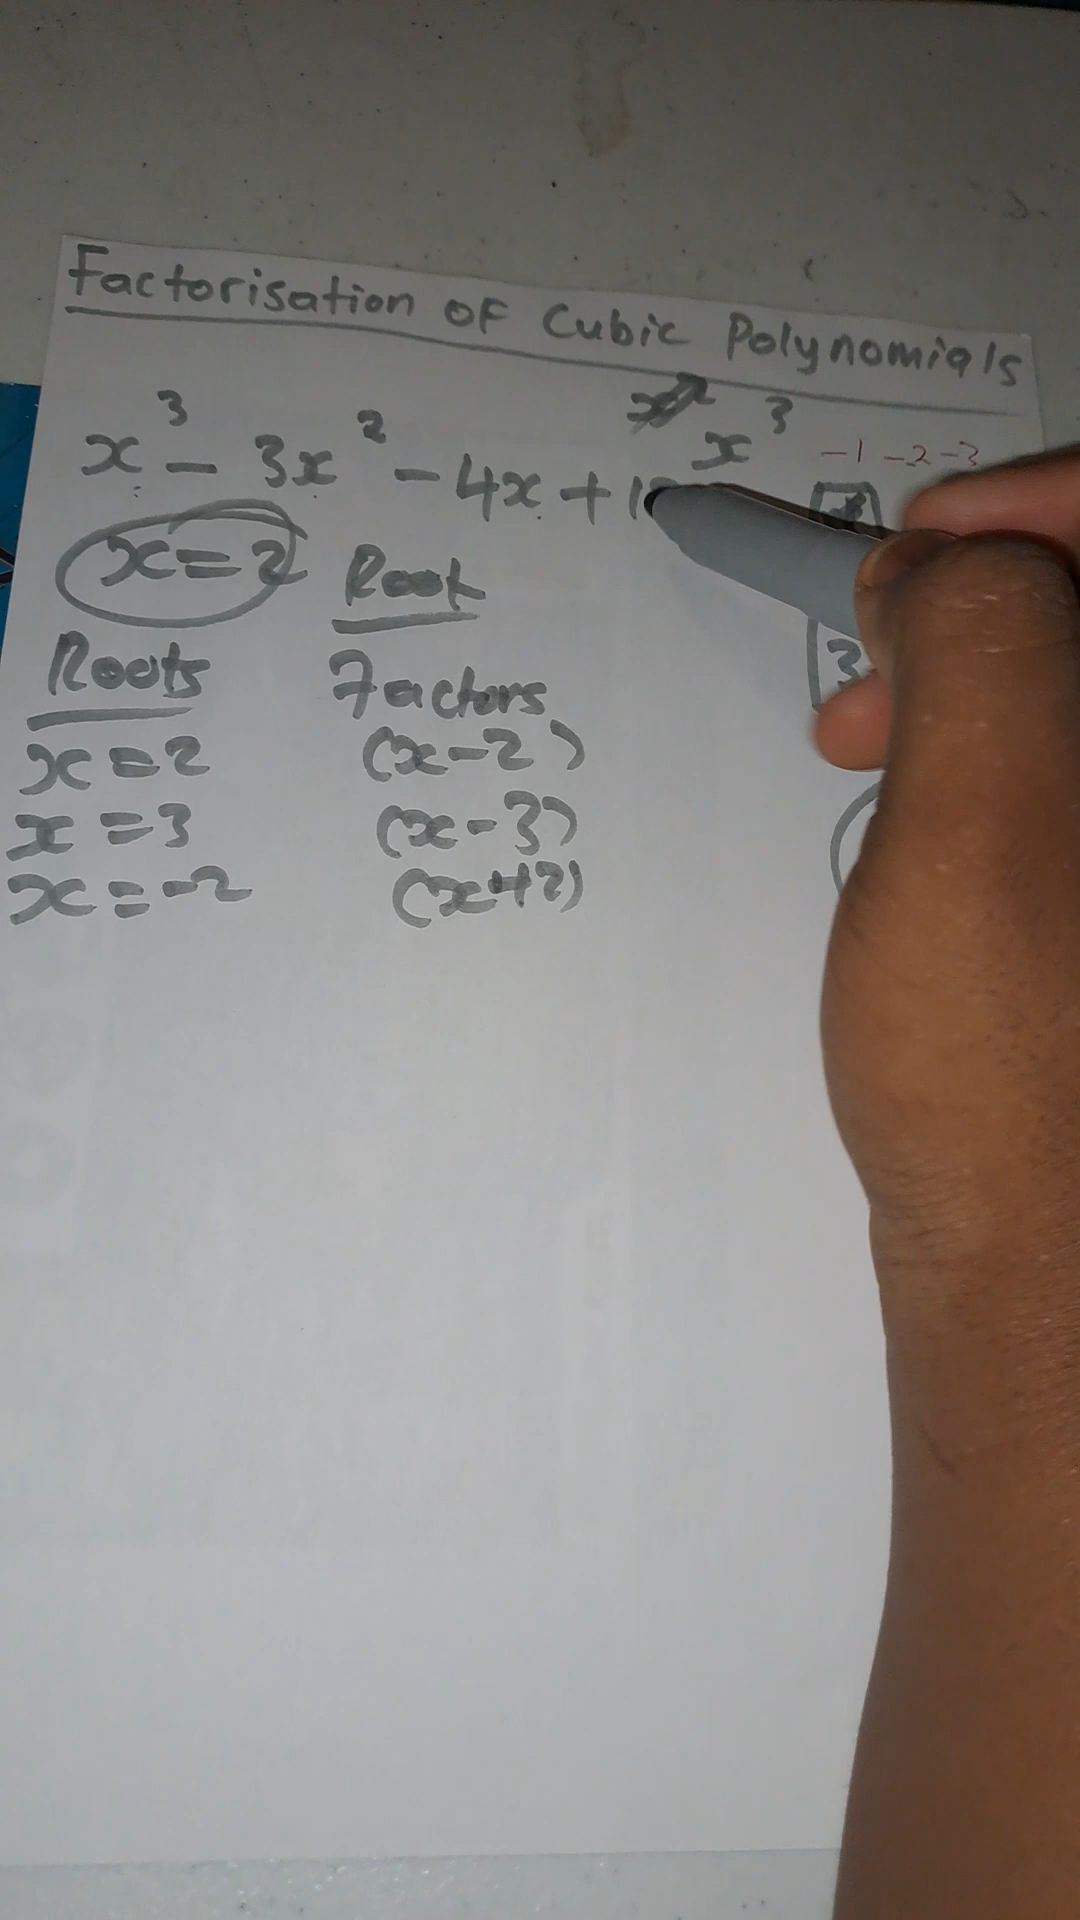 Factorisation of Cubic Polynomials
x³ - 3x² - 4x + 1
x³
-1 -2 -3
x=2 Root
Roots Factors
3
x=2 (x-2)
x=3 (x-3)
x=-2 (x+2)